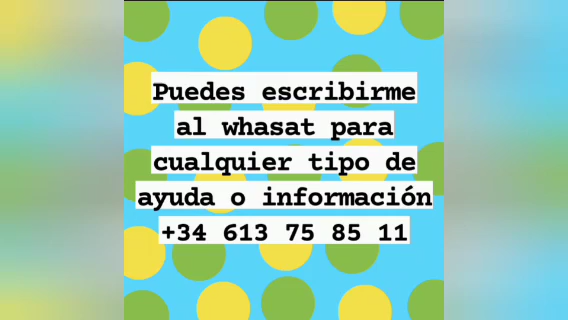 Puedes escribirme
al whasat para
cualquier tipo de
ayuda o información
+34 613 75 85 11